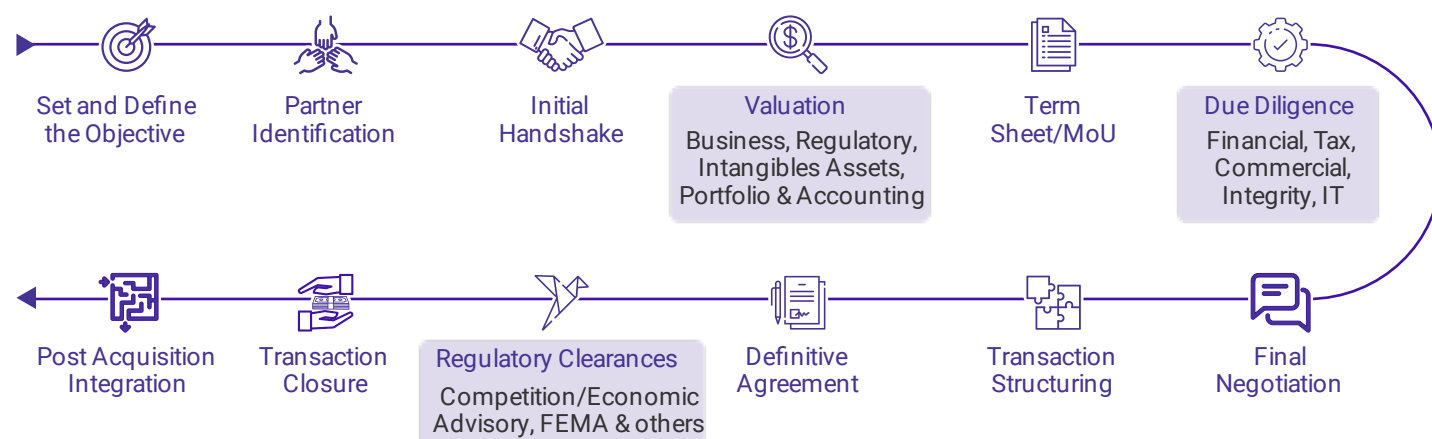 Set and Define
the Objective
Partner
Identification
Initial
Handshake
Valuation
Business, Regulatory,
Intangibles Assets,
Portfolio & Accounting
Term
Sheet/MoU
Due Diligence
Financial, Tax,
Commercial,
Integrity, IT
Post Acquisition
Integration
Transaction
Closure
Regulatory Clearances
Competition/Economic
Advisory, FEMA & others
Definitive
Agreement
Transaction
Structuring
Final
Negotiation